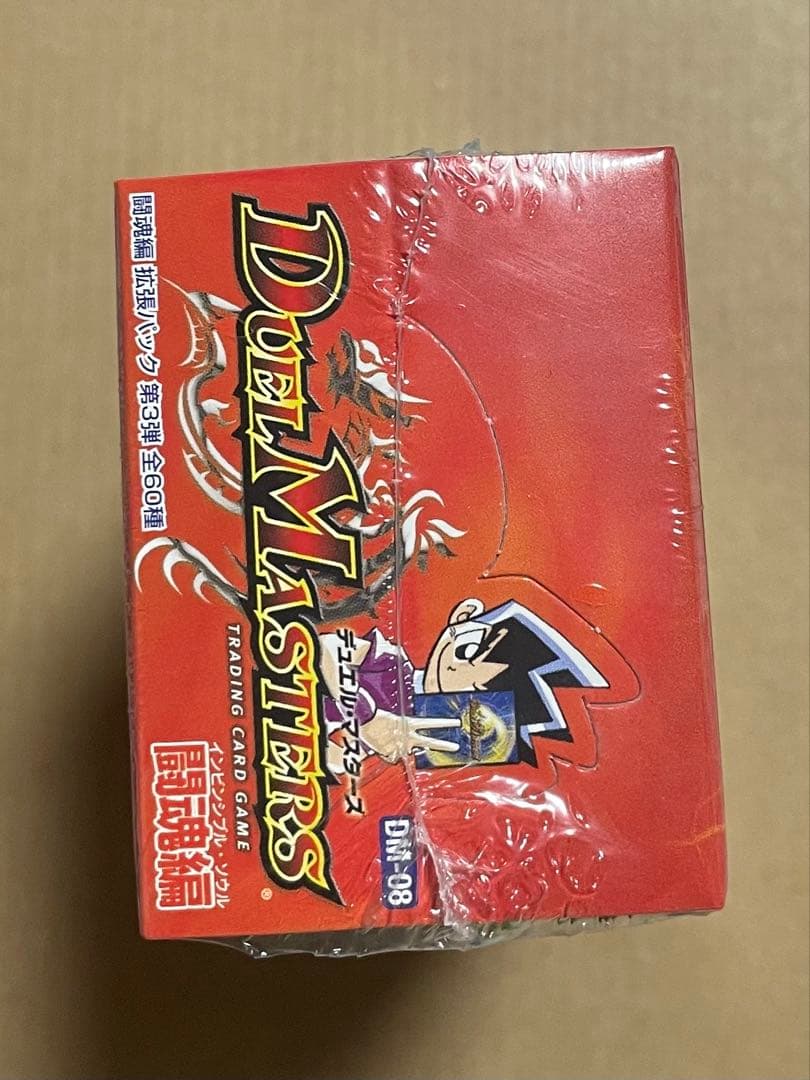 DUEL MASTERS®
デュエル・マスターズ
DM-08
TRADING CARD GAME
インビンシブル・ソウル
闘魂編
闘魂編 拡張パック 第3弾 全60種